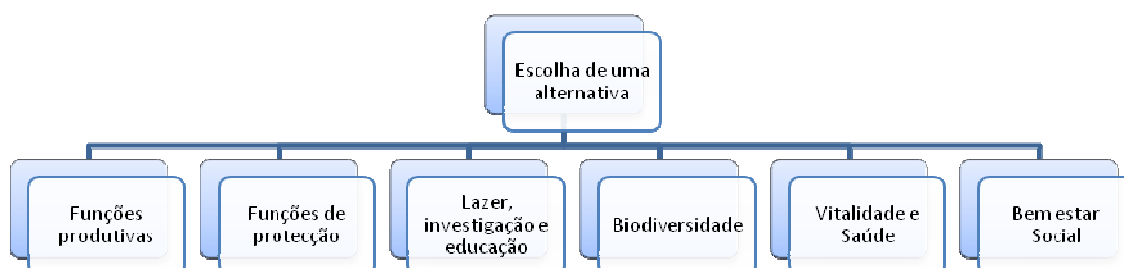 Escolha de uma
alternativa
Funções
produtivas
Funções de
protecção
Lazer,
investigação e
educação
Biodiversidade
Vitalidade e
Saúde
Bem estar
Social